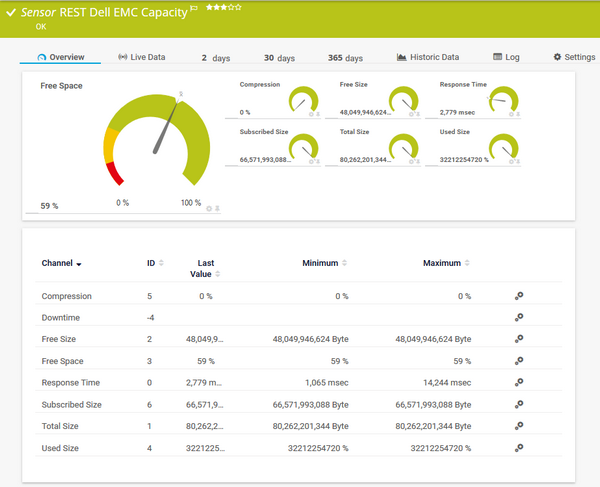 Sensor REST Dell EMC Capacity
OK
Overview Live Data 2 days 30 days 365 days Historic Data Log Settings
Free Space
59 %
0 %
100 %
Compression
0 %
Free Size
48,049,946,624...
Response Time
2,779 msec
Subscribed Size
66,571,993,088...
Total Size
80,262,201,344...
Used Size
32212254720 %
Channel ID Last Value Minimum Maximum
Compression 5 0 % 0 % 0 %
Downtime -4
Free Size 2 48,049,9... 48,049,946,624 Byte 48,049,946,624 Byte
Free Space 3 59 % 59 % 59 %
Response Time 0 2,779 m... 1,065 msec 14,244 msec
Subscribed Size 6 66,571,9... 66,571,993,088 Byte 66,571,993,088 Byte
Total Size 1 80,262,2... 80,262,201,344 Byte 80,262,201,344 Byte
Used Size 4 3221225... 32212254720 % 32212254720 %